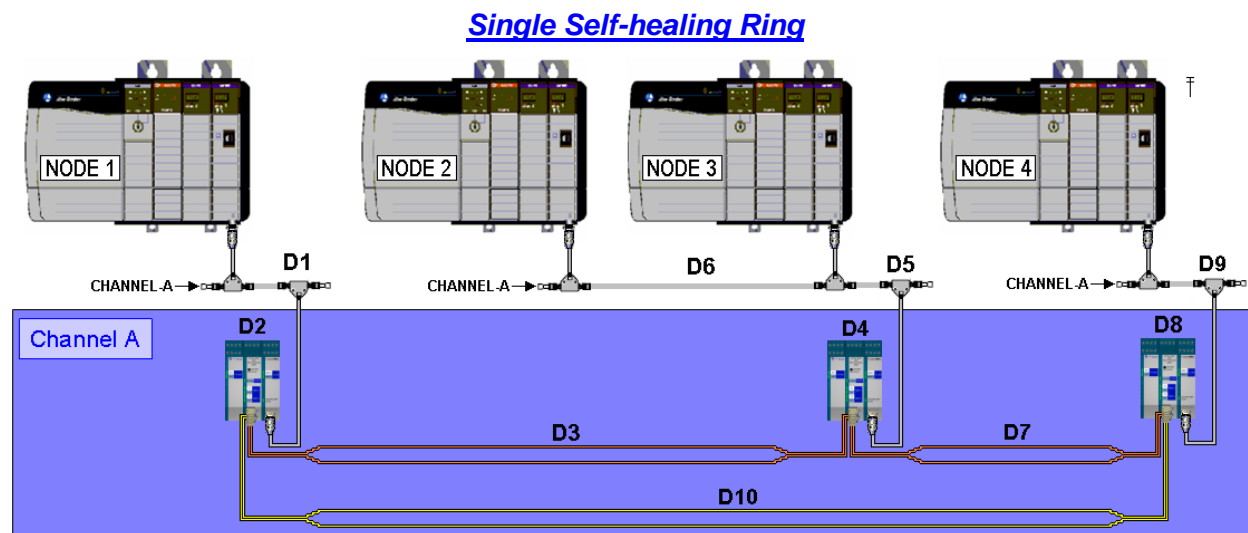 Single Self-healing Ring
NODE 1
NODE 2
NODE 3
NODE 4
D1
D6
D5
D9
CHANNEL-A
CHANNEL-A
CHANNEL-A
Channel A
D2
D4
D8
D3
D7
D10